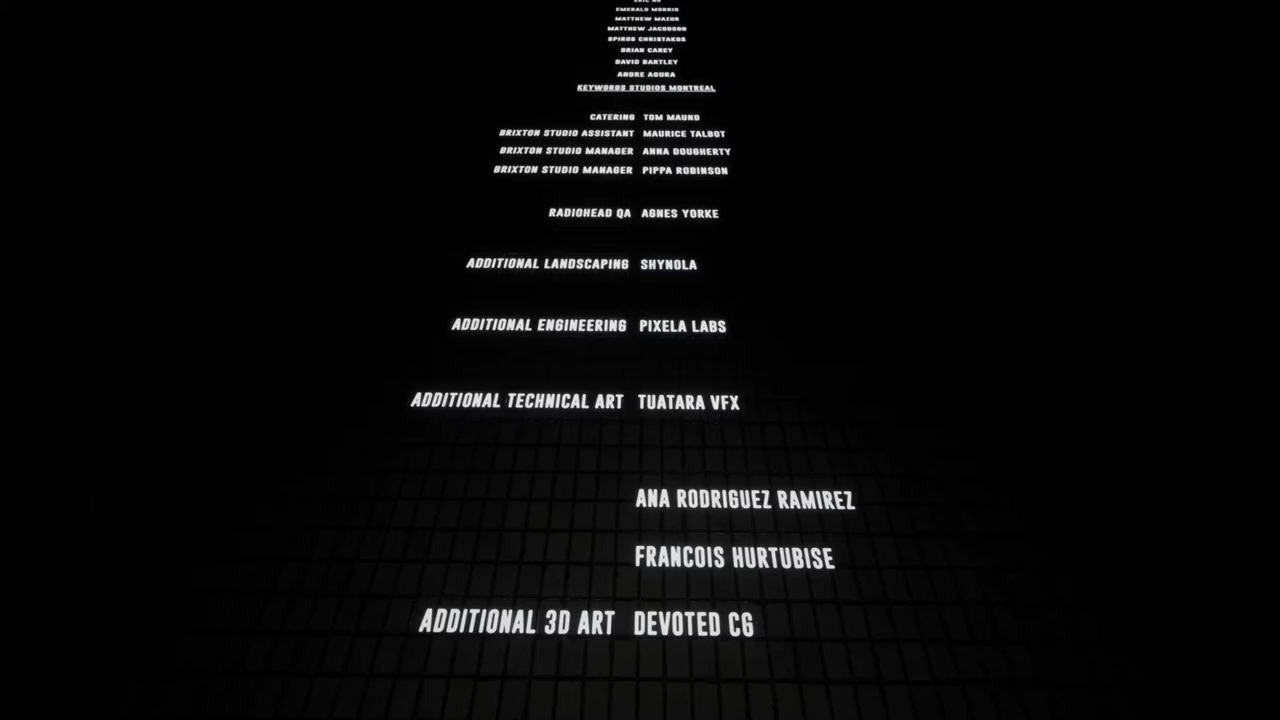 EMERALD MORRIS
MATTHEW MAZUR
MATTHEW JACOBSON
SPIROS CHRISTAKOS
BRIAN CAREY
DAVID BARTLEY
ANDRE AGURA
KEYWORDS STUDIOS MONTREAL
CATERING TOM MAUND
BRIXTON STUDIO ASSISTANT MAURICE TALBOT
BRIXTON STUDIO MANAGER ANNA DOUGHERTY
BRIXTON STUDIO MANAGER PIPPA ROBINSON
RADIOHEAD QA AGNES YORKE
ADDITIONAL LANDSCAPING SHYNOLA
ADDITIONAL ENGINEERING PIXELA LABS
ADDITIONAL TECHNICAL ART TUATARA VFX
ANA RODRIGUEZ RAMIREZ
FRANCOIS HURTUBISE
ADDITIONAL 3D ART DEVOTED CG